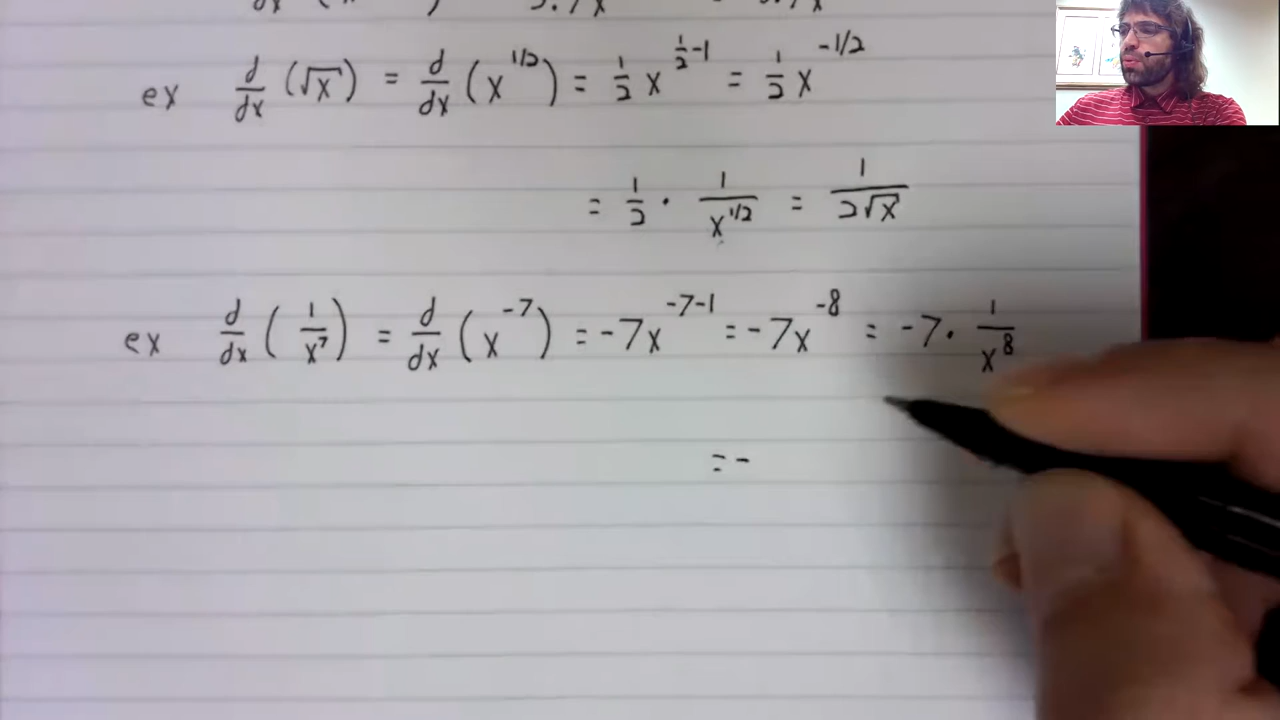 ex d/dx (√x) = d/dx (x^1/2) = 1/2 x^1/2-1 = 1/2 x^-1/2
= 1/2 · 1/x^1/2 = 1/2√x
ex d/dx (1/x^7) = d/dx (x^-7) = -7x^-7-1 = -7x^-8 = -7 · 1/x^8
= -